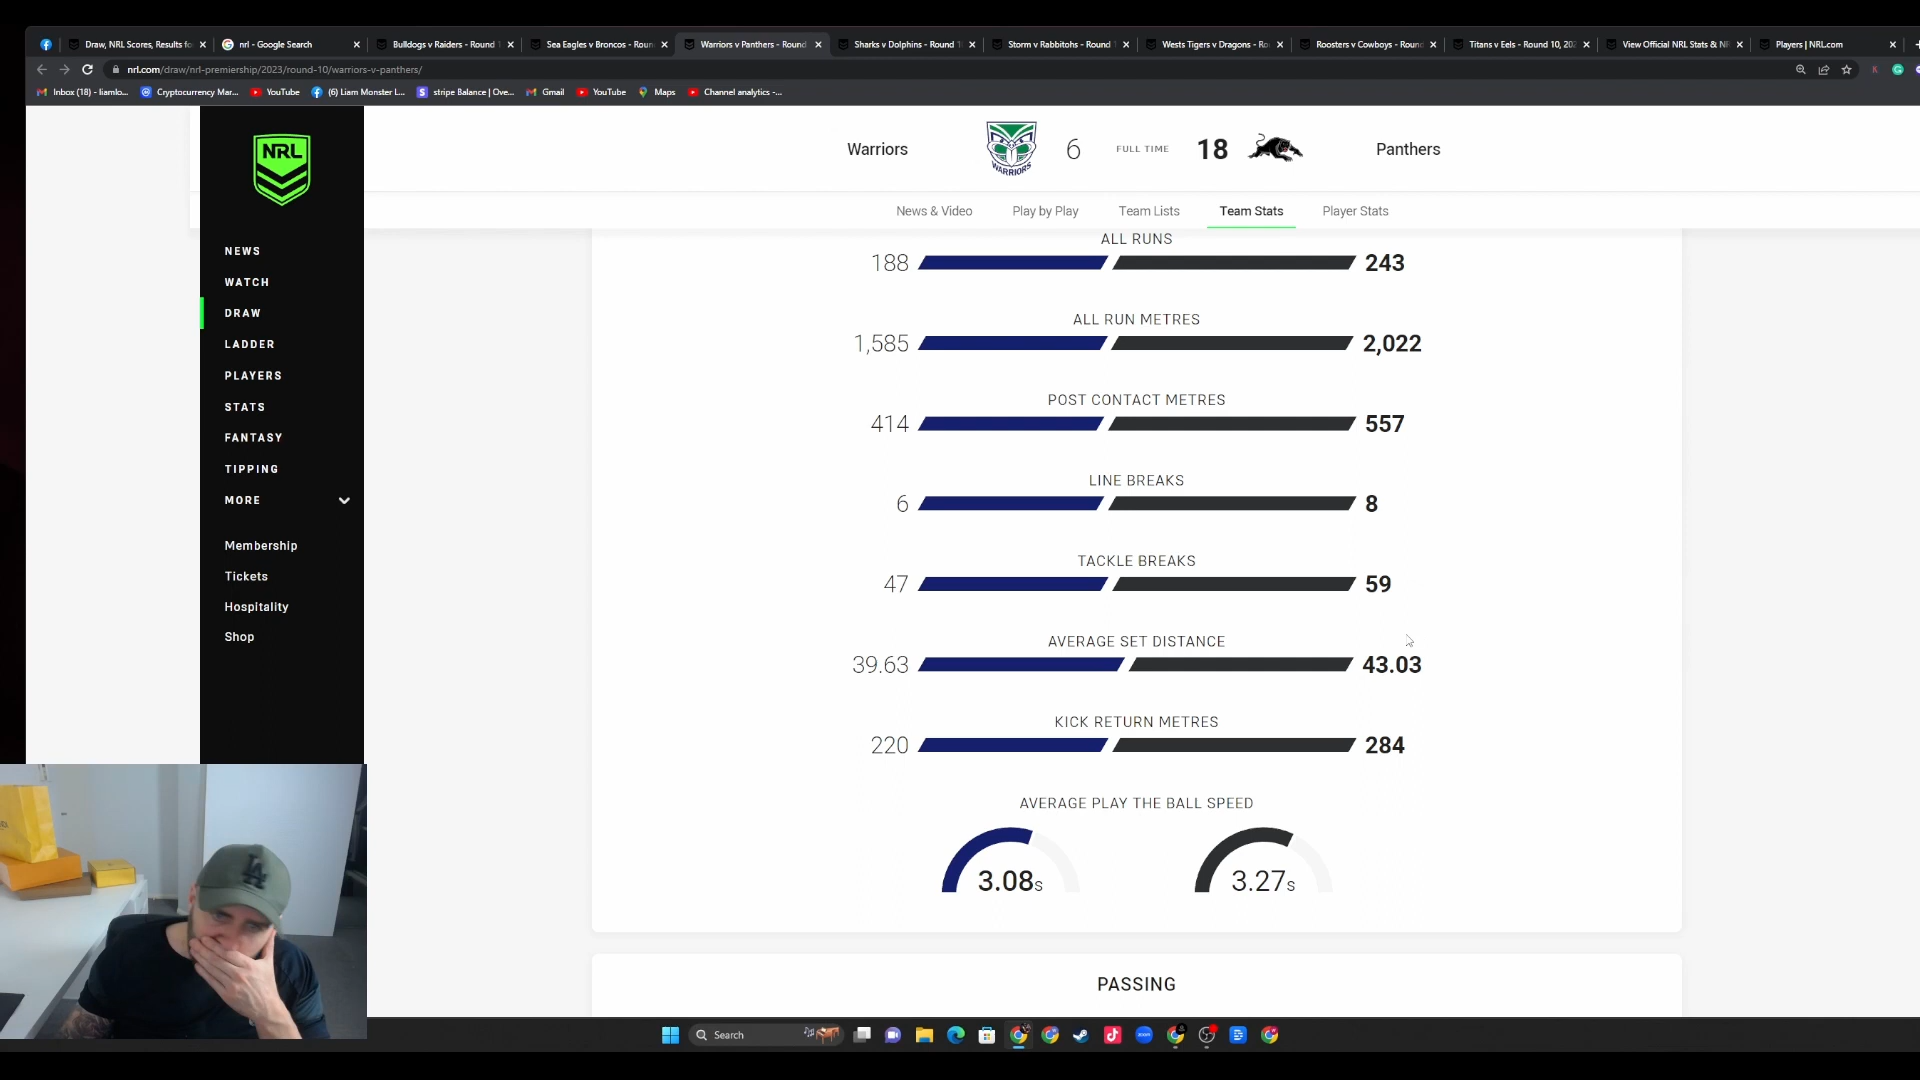 Draw, NRL Scores, Results fo
nrl - Google Search
Bulldogs v Raiders - Round 1
Sea Eagles v Broncos - Roun
Warriors v Panthers - Round
Sharks v Dolphins - Round 1
Storm v Rabbitohs - Round 1
Wests Tigers v Dragons - Ro
Roosters v Cowboys - Round
Titans v Eels - Round 10, 202
View Official NRL Stats & NR
Players | NRL.com
nrl.com/draw/nrl-premiership/2023/round-10/warriors-v-panthers/
Inbox (18) - liamlo...
Cryptocurrency Mar...
YouTube
(6) Liam Monster L...
stripe Balance | Ove...
Gmail
YouTube
Maps
Channel analytics -...
NRL
NEWS
WATCH
DRAW
LADDER
PLAYERS
STATS
FANTASY
TIPPING
MORE
Membership
Tickets
Hospitality
Shop
Warriors
WARRIORS
6
FULL TIME
18
Panthers
News & Video
Play by Play
Team Lists
Team Stats
Player Stats
ALL RUNS
188
243
ALL RUN METRES
1,585
2,022
POST CONTACT METRES
414
557
LINE BREAKS
6
8
TACKLE BREAKS
47
59
AVERAGE SET DISTANCE
39.63
43.03
KICK RETURN METRES
220
284
AVERAGE PLAY THE BALL SPEED
3.08s
3.27s
PASSING
LA
Search